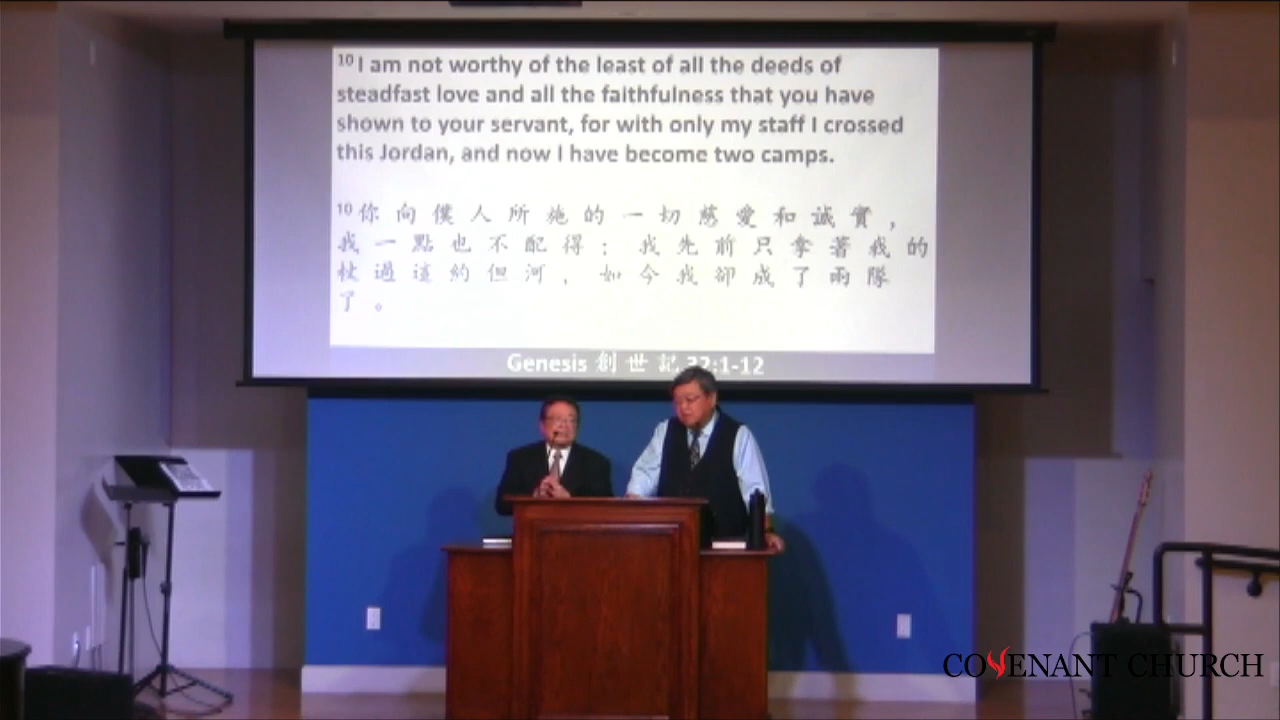 10 I am not worthy of the least of all the deeds of
steadfast love and all the faithfulness that you have
shown to your servant, for with only my staff I crossed
this Jordan, and now I have become two camps.
10 你向僕人所施的一切慈愛和誠實，
我一點也不配得；我先前只拿著我的
杖過這約但河，如今我卻成了兩隊
了。
Genesis 創世記 32:1-12
COVENANT CHURCH